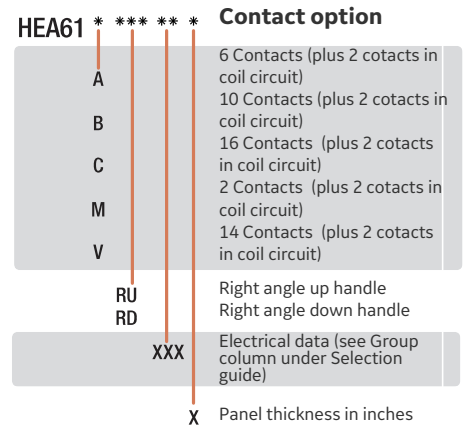 HEA61 * *** ** * Contact option
A 6 Contacts (plus 2 cotacts in
coil circuit)
B 10 Contacts (plus 2 cotacts in
coil circuit)
C 16 Contacts (plus 2 cotacts
in coil circuit)
M 2 Contacts (plus 2 cotacts in
coil circuit)
V 14 Contacts (plus 2 cotacts
in coil circuit)
RU Right angle up handle
RD Right angle down handle
XXX Electrical data (see Group
column under Selection
guide)
X Panel thickness in inches